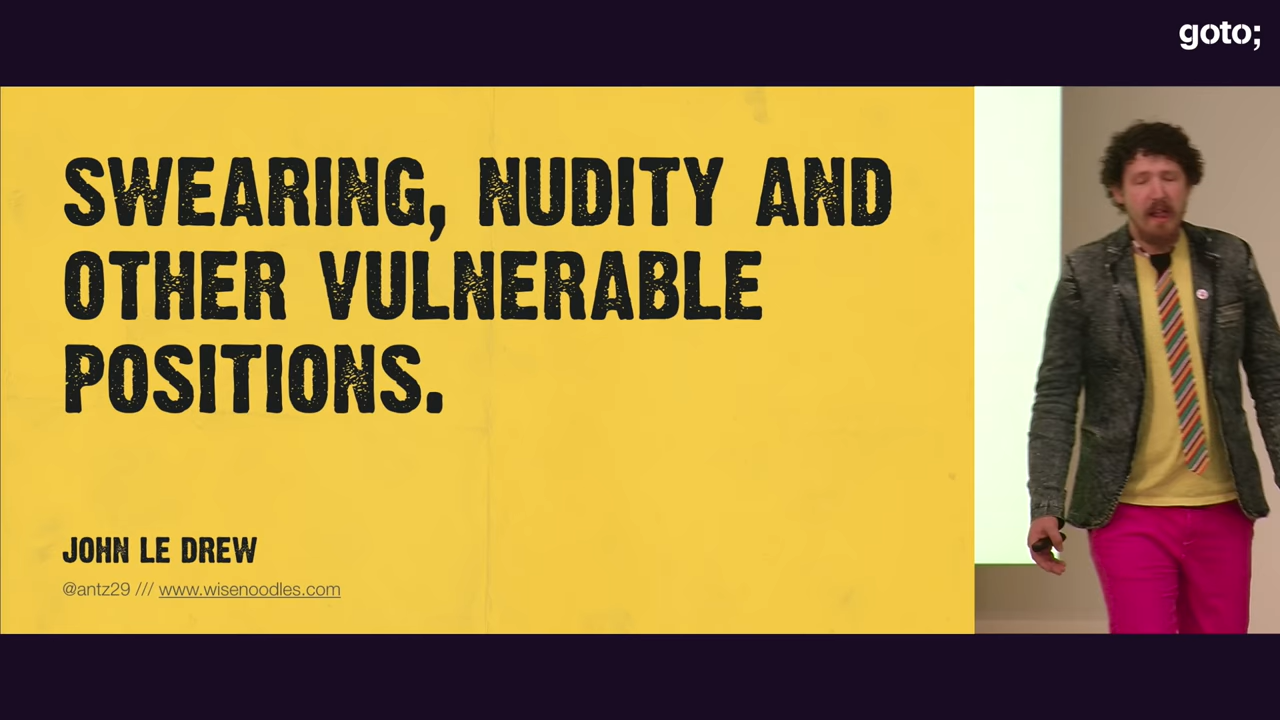 goto;
SWEARING, NUDITY AND
OTHER VULNERABLE
POSITIONS.
JOHN LE DREW
@antz29 /// www.wisenoodles.com